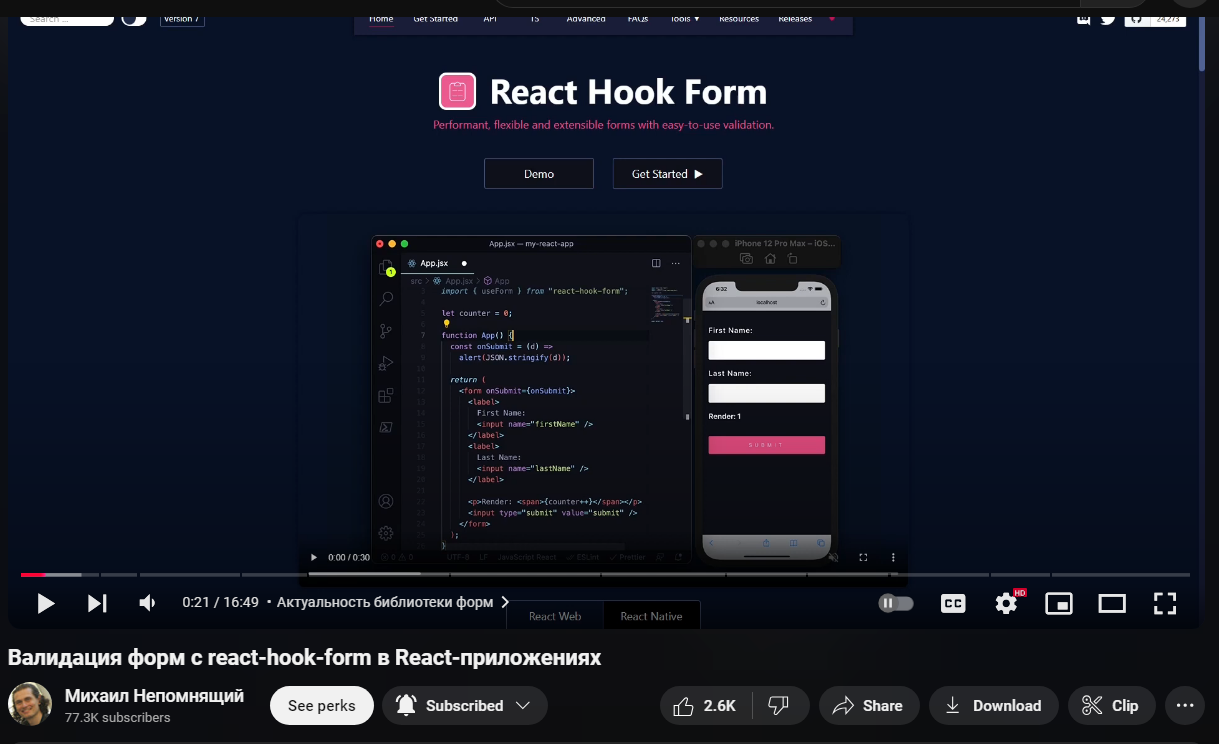 Search ...
Version 7
Home Get Started API TS Advanced FAQs Tools ▼ Resources Releases
24,273
React Hook Form
Performant, flexible and extensible forms with easy-to-use validation.
Demo
Get Started ▶
App.jsx — my-react-app
App.jsx
src > App.jsx > App
import { useForm } from "react-hook-form";
let counter = 0;
7 function App() {
const onSubmit = (d) =>
alert(JSON.stringify(d));
return (
<form onSubmit={onSubmit}>
<label>
First Name:
<input name="firstName" />
</label>
<label>
Last Name:
<input name="lastName" />
</label>
<p>Render: <span>{counter++}</span></p>
<input type="submit" value="submit" />
</form>
);
}
UTF-8 LF JavaScript React ESLint Prettier
iPhone 12 Pro Max – iOS...
6:32
AA localhost
First Name:
Last Name:
Render: 1
SUBMIT
0:00 / 0:30
React Web
React Native
0:21 / 16:49 • Актуальность библиотеки форм
CC
HD
Валидация форм с react-hook-form в React-приложениях
Михаил Непомнящий
77.3K subscribers
See perks
Subscribed
2.6K
Share
Download
Clip